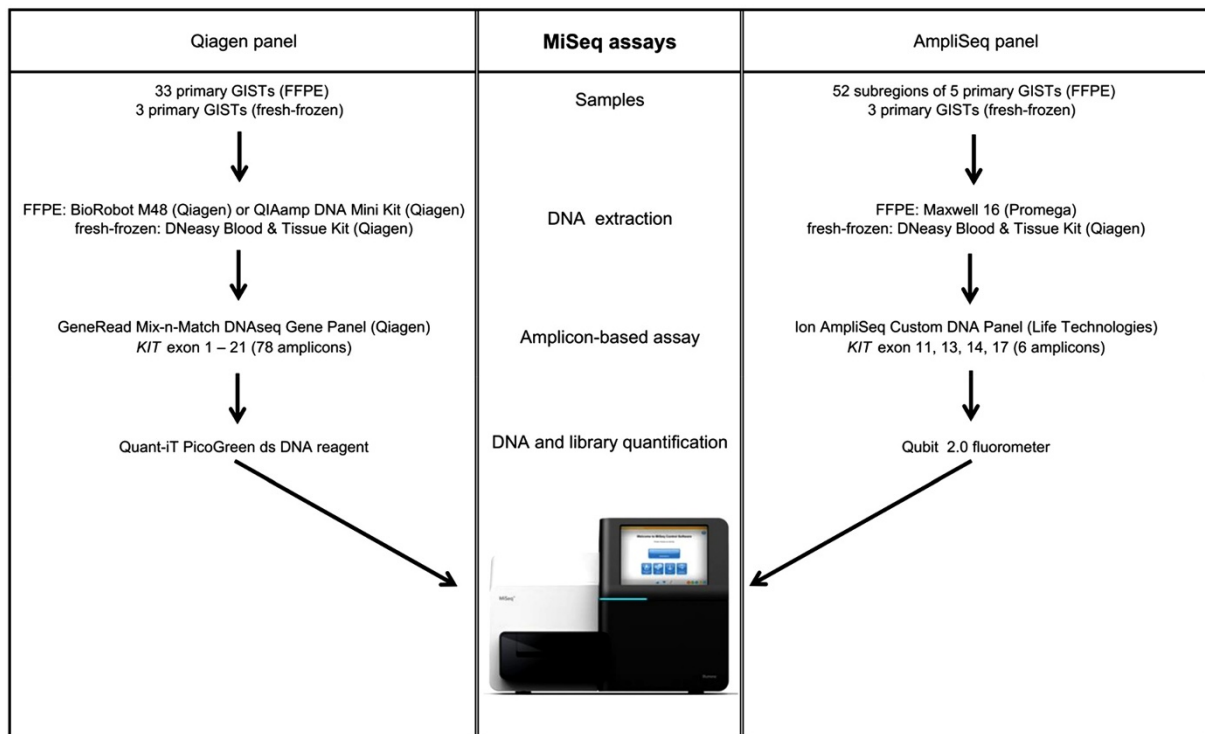 Qiagen panel
MiSeq assays
AmpliSeq panel
33 primary GISTs (FFPE)
3 primary GISTs (fresh-frozen)
Samples
52 subregions of 5 primary GISTs (FFPE)
3 primary GISTs (fresh-frozen)
FFPE: BioRobot M48 (Qiagen) or QIAamp DNA Mini Kit (Qiagen)
fresh-frozen: DNeasy Blood & Tissue Kit (Qiagen)
DNA extraction
FFPE: Maxwell 16 (Promega)
fresh-frozen: DNeasy Blood & Tissue Kit (Qiagen)
GeneRead Mix-n-Match DNAseq Gene Panel (Qiagen)
KIT exon 1 – 21 (78 amplicons)
Amplicon-based assay
Ion AmpliSeq Custom DNA Panel (Life Technologies)
KIT exon 11, 13, 14, 17 (6 amplicons)
Quant-iT PicoGreen ds DNA reagent
DNA and library quantification
Qubit 2.0 fluorometer
Welcome to MiSeq Control Software
MiSeq